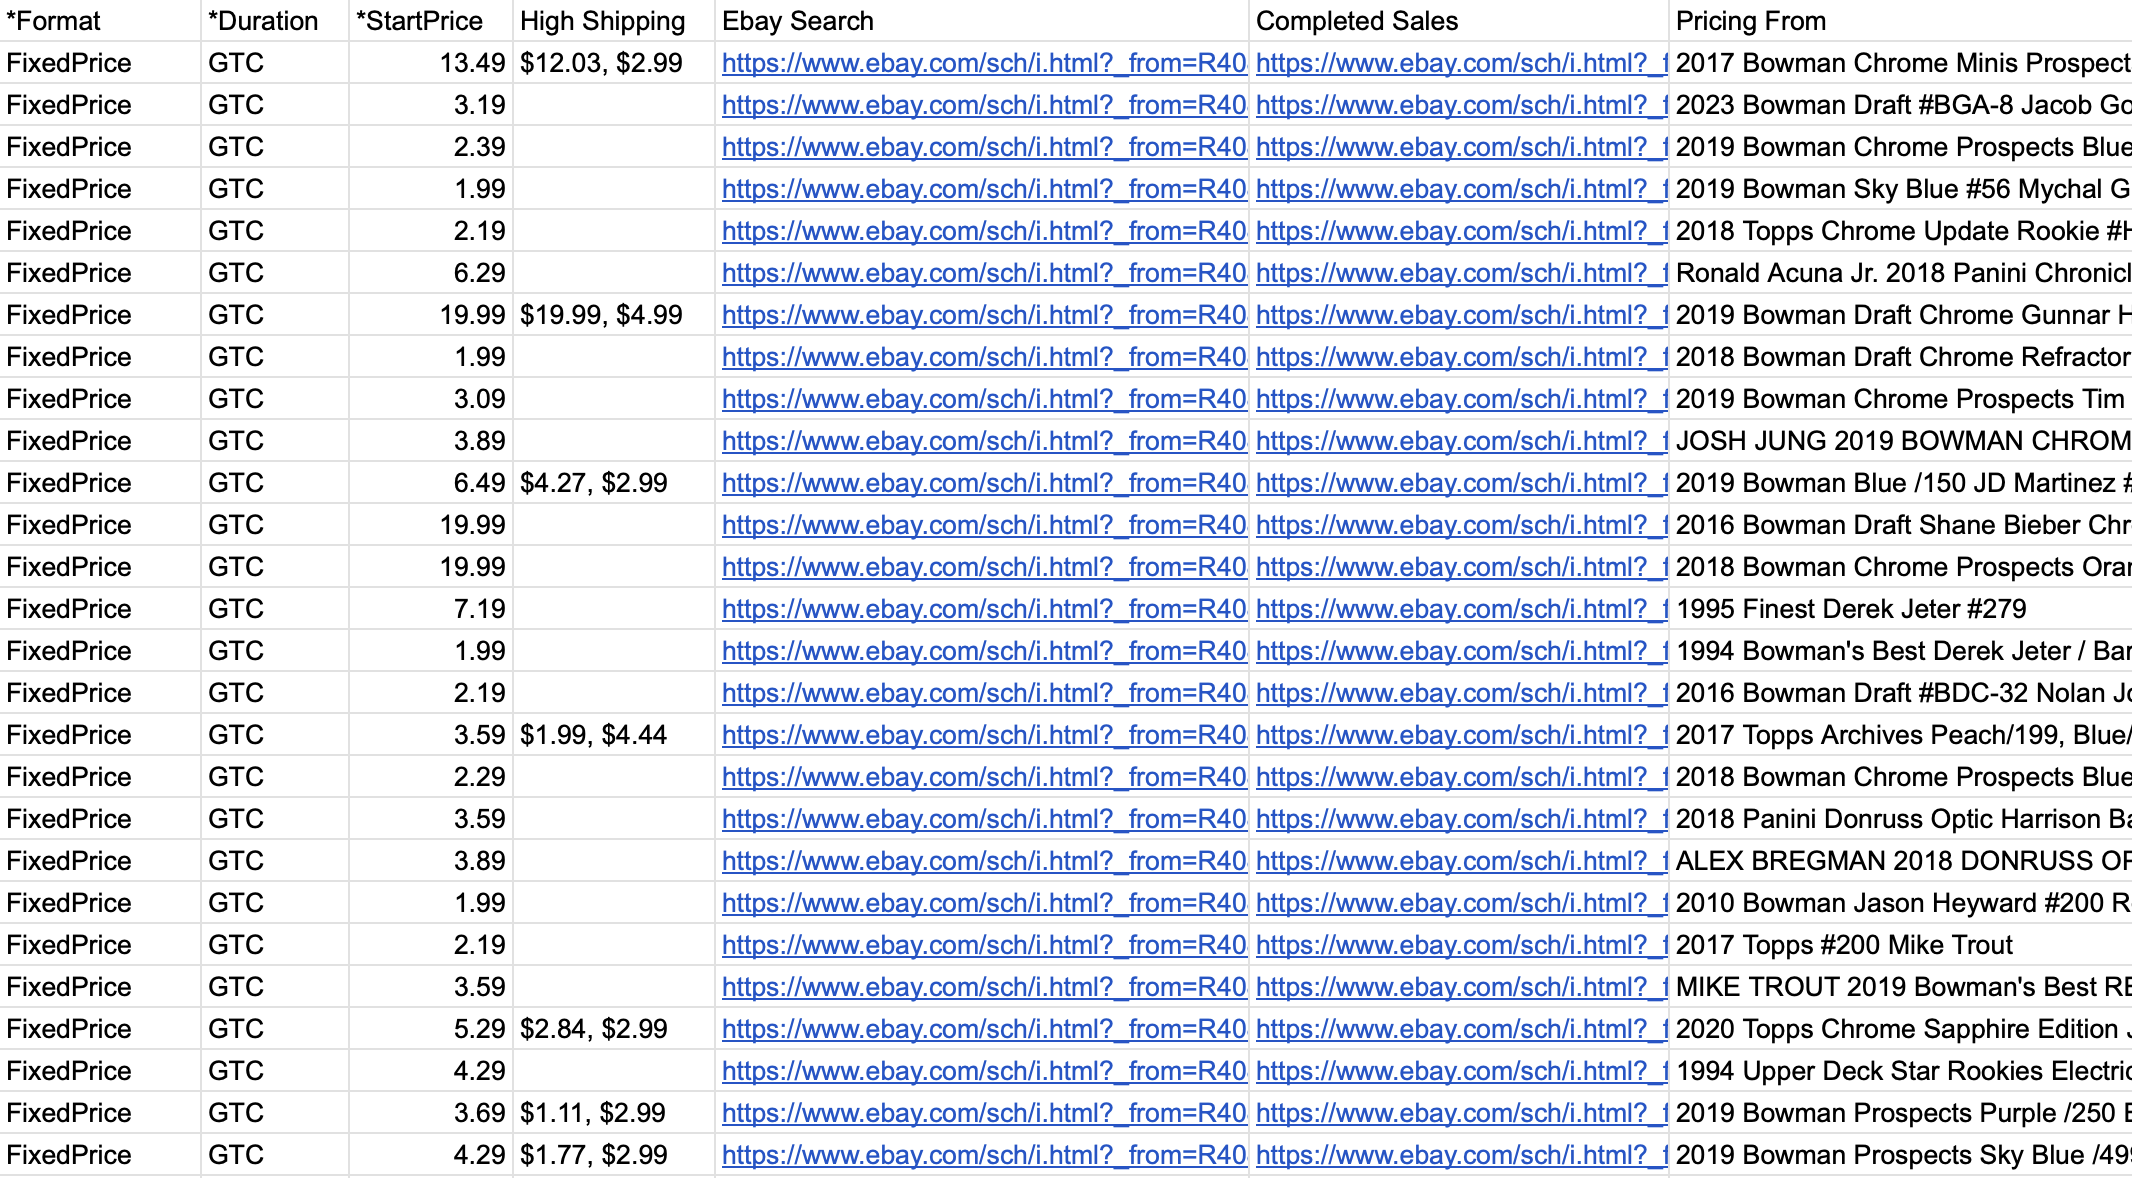 *Format *Duration *StartPrice High Shipping Ebay Search Completed Sales Pricing From
FixedPrice GTC 13.49 $12.03, $2.99 https://www.ebay.com/sch/i.html?_from=R40 https://www.ebay.com/sch/i.html?_f 2017 Bowman Chrome Minis Prospect
FixedPrice GTC 3.19 https://www.ebay.com/sch/i.html?_from=R40 https://www.ebay.com/sch/i.html?_f 2023 Bowman Draft #BGA-8 Jacob Go
FixedPrice GTC 2.39 https://www.ebay.com/sch/i.html?_from=R40 https://www.ebay.com/sch/i.html?_f 2019 Bowman Chrome Prospects Blue
FixedPrice GTC 1.99 https://www.ebay.com/sch/i.html?_from=R40 https://www.ebay.com/sch/i.html?_f 2019 Bowman Sky Blue #56 Mychal G
FixedPrice GTC 2.19 https://www.ebay.com/sch/i.html?_from=R40 https://www.ebay.com/sch/i.html?_f 2018 Topps Chrome Update Rookie #H
FixedPrice GTC 6.29 https://www.ebay.com/sch/i.html?_from=R40 https://www.ebay.com/sch/i.html?_f Ronald Acuna Jr. 2018 Panini Chronicl
FixedPrice GTC 19.99 $19.99, $4.99 https://www.ebay.com/sch/i.html?_from=R40 https://www.ebay.com/sch/i.html?_f 2019 Bowman Draft Chrome Gunnar H
FixedPrice GTC 1.99 https://www.ebay.com/sch/i.html?_from=R40 https://www.ebay.com/sch/i.html?_f 2018 Bowman Draft Chrome Refractor
FixedPrice GTC 3.09 https://www.ebay.com/sch/i.html?_from=R40 https://www.ebay.com/sch/i.html?_f 2019 Bowman Chrome Prospects Tim
FixedPrice GTC 3.89 https://www.ebay.com/sch/i.html?_from=R40 https://www.ebay.com/sch/i.html?_f JOSH JUNG 2019 BOWMAN CHROM
FixedPrice GTC 6.49 $4.27, $2.99 https://www.ebay.com/sch/i.html?_from=R40 https://www.ebay.com/sch/i.html?_f 2019 Bowman Blue /150 JD Martinez #
FixedPrice GTC 19.99 https://www.ebay.com/sch/i.html?_from=R40 https://www.ebay.com/sch/i.html?_f 2016 Bowman Draft Shane Bieber Chr
FixedPrice GTC 19.99 https://www.ebay.com/sch/i.html?_from=R40 https://www.ebay.com/sch/i.html?_f 2018 Bowman Chrome Prospects Oran
FixedPrice GTC 7.19 https://www.ebay.com/sch/i.html?_from=R40 https://www.ebay.com/sch/i.html?_f 1995 Finest Derek Jeter #279
FixedPrice GTC 1.99 https://www.ebay.com/sch/i.html?_from=R40 https://www.ebay.com/sch/i.html?_f 1994 Bowman's Best Derek Jeter / Bar
FixedPrice GTC 2.19 https://www.ebay.com/sch/i.html?_from=R40 https://www.ebay.com/sch/i.html?_f 2016 Bowman Draft #BDC-32 Nolan Jo
FixedPrice GTC 3.59 $1.99, $4.44 https://www.ebay.com/sch/i.html?_from=R40 https://www.ebay.com/sch/i.html?_f 2017 Topps Archives Peach/199, Blue/
FixedPrice GTC 2.29 https://www.ebay.com/sch/i.html?_from=R40 https://www.ebay.com/sch/i.html?_f 2018 Bowman Chrome Prospects Blue
FixedPrice GTC 3.59 https://www.ebay.com/sch/i.html?_from=R40 https://www.ebay.com/sch/i.html?_f 2018 Panini Donruss Optic Harrison Ba
FixedPrice GTC 3.89 https://www.ebay.com/sch/i.html?_from=R40 https://www.ebay.com/sch/i.html?_f ALEX BREGMAN 2018 DONRUSS OP
FixedPrice GTC 1.99 https://www.ebay.com/sch/i.html?_from=R40 https://www.ebay.com/sch/i.html?_f 2010 Bowman Jason Heyward #200 R
FixedPrice GTC 2.19 https://www.ebay.com/sch/i.html?_from=R40 https://www.ebay.com/sch/i.html?_f 2017 Topps #200 Mike Trout
FixedPrice GTC 3.59 https://www.ebay.com/sch/i.html?_from=R40 https://www.ebay.com/sch/i.html?_f MIKE TROUT 2019 Bowman's Best RE
FixedPrice GTC 5.29 $2.84, $2.99 https://www.ebay.com/sch/i.html?_from=R40 https://www.ebay.com/sch/i.html?_f 2020 Topps Chrome Sapphire Edition J
FixedPrice GTC 4.29 https://www.ebay.com/sch/i.html?_from=R40 https://www.ebay.com/sch/i.html?_f 1994 Upper Deck Star Rookies Electric
FixedPrice GTC 3.69 $1.11, $2.99 https://www.ebay.com/sch/i.html?_from=R40 https://www.ebay.com/sch/i.html?_f 2019 Bowman Prospects Purple /250 B
FixedPrice GTC 4.29 $1.77, $2.99 https://www.ebay.com/sch/i.html?_from=R40 https://www.ebay.com/sch/i.html?_f 2019 Bowman Prospects Sky Blue /499